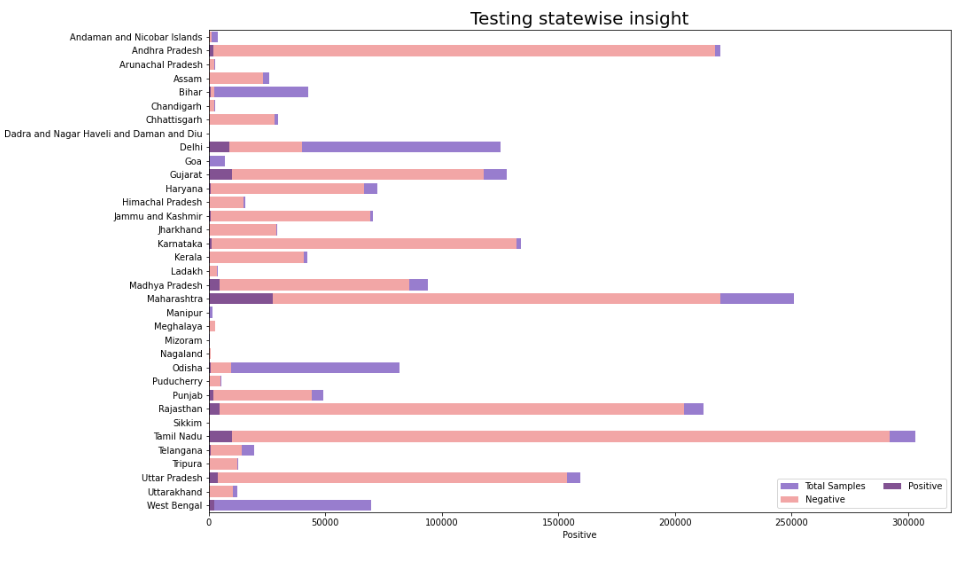 Testing statewise insight
Andaman and Nicobar Islands
Andhra Pradesh
Arunachal Pradesh
Assam
Bihar
Chandigarh
Chhattisgarh
Dadra and Nagar Haveli and Daman and Diu
Delhi
Goa
Gujarat
Haryana
Himachal Pradesh
Jammu and Kashmir
Jharkhand
Karnataka
Kerala
Ladakh
Madhya Pradesh
Maharashtra
Manipur
Meghalaya
Mizoram
Nagaland
Odisha
Puducherry
Punjab
Rajasthan
Sikkim
Tamil Nadu
Telangana
Tripura
Uttar Pradesh
Uttarakhand
West Bengal
Total Samples Positive
Negative
0 50000 100000 150000 200000 250000 300000
Positive